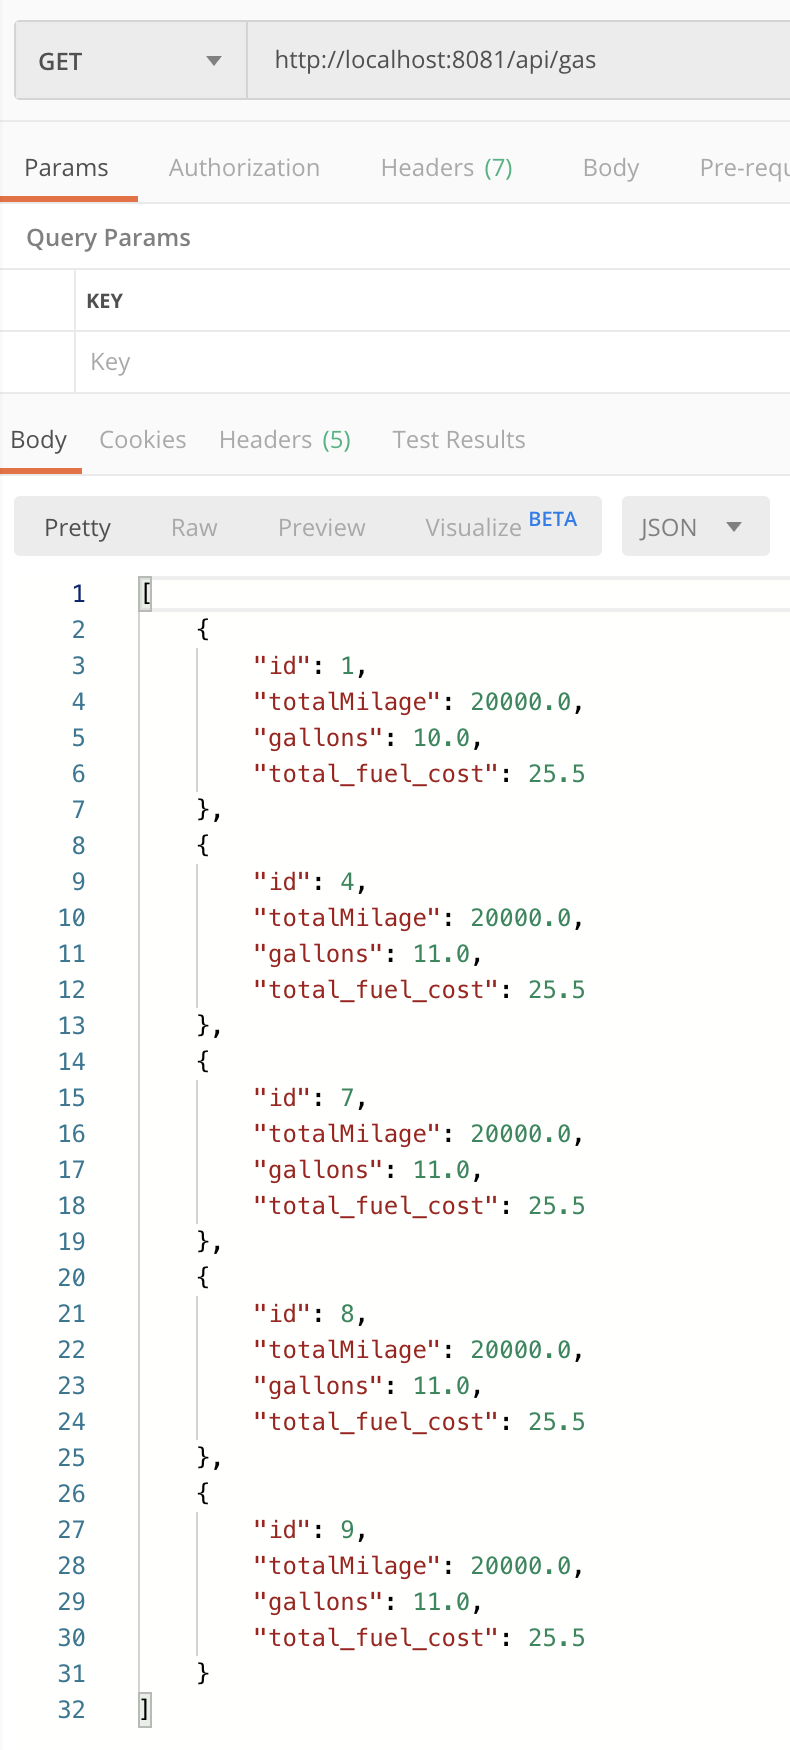 GET http://localhost:8081/api/gas
Params Authorization Headers (7) Body Pre-requ
Query Params
KEY
Key
Body Cookies Headers (5) Test Results
Pretty Raw Preview Visualize BETA JSON
1 [
2 {
3 "id": 1,
4 "totalMilage": 20000.0,
5 "gallons": 10.0,
6 "total_fuel_cost": 25.5
7 },
8 {
9 "id": 4,
10 "totalMilage": 20000.0,
11 "gallons": 11.0,
12 "total_fuel_cost": 25.5
13 },
14 {
15 "id": 7,
16 "totalMilage": 20000.0,
17 "gallons": 11.0,
18 "total_fuel_cost": 25.5
19 },
20 {
21 "id": 8,
22 "totalMilage": 20000.0,
23 "gallons": 11.0,
24 "total_fuel_cost": 25.5
25 },
26 {
27 "id": 9,
28 "totalMilage": 20000.0,
29 "gallons": 11.0,
30 "total_fuel_cost": 25.5
31 }
32 ]